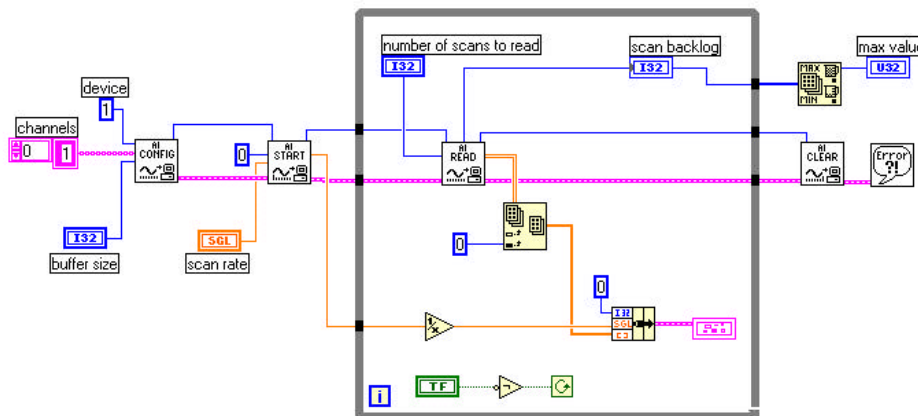 number of scans to read
scan backlog
max value
I32
I32
MAX
MIN
U32
device
1
channels
0
1
AI
CONFIG
0
AI
START
AI
READ
AI
CLEAR
Error
?!
I32
buffer size
SGL
scan rate
0
0
1/x
I32
SGL
TF
i